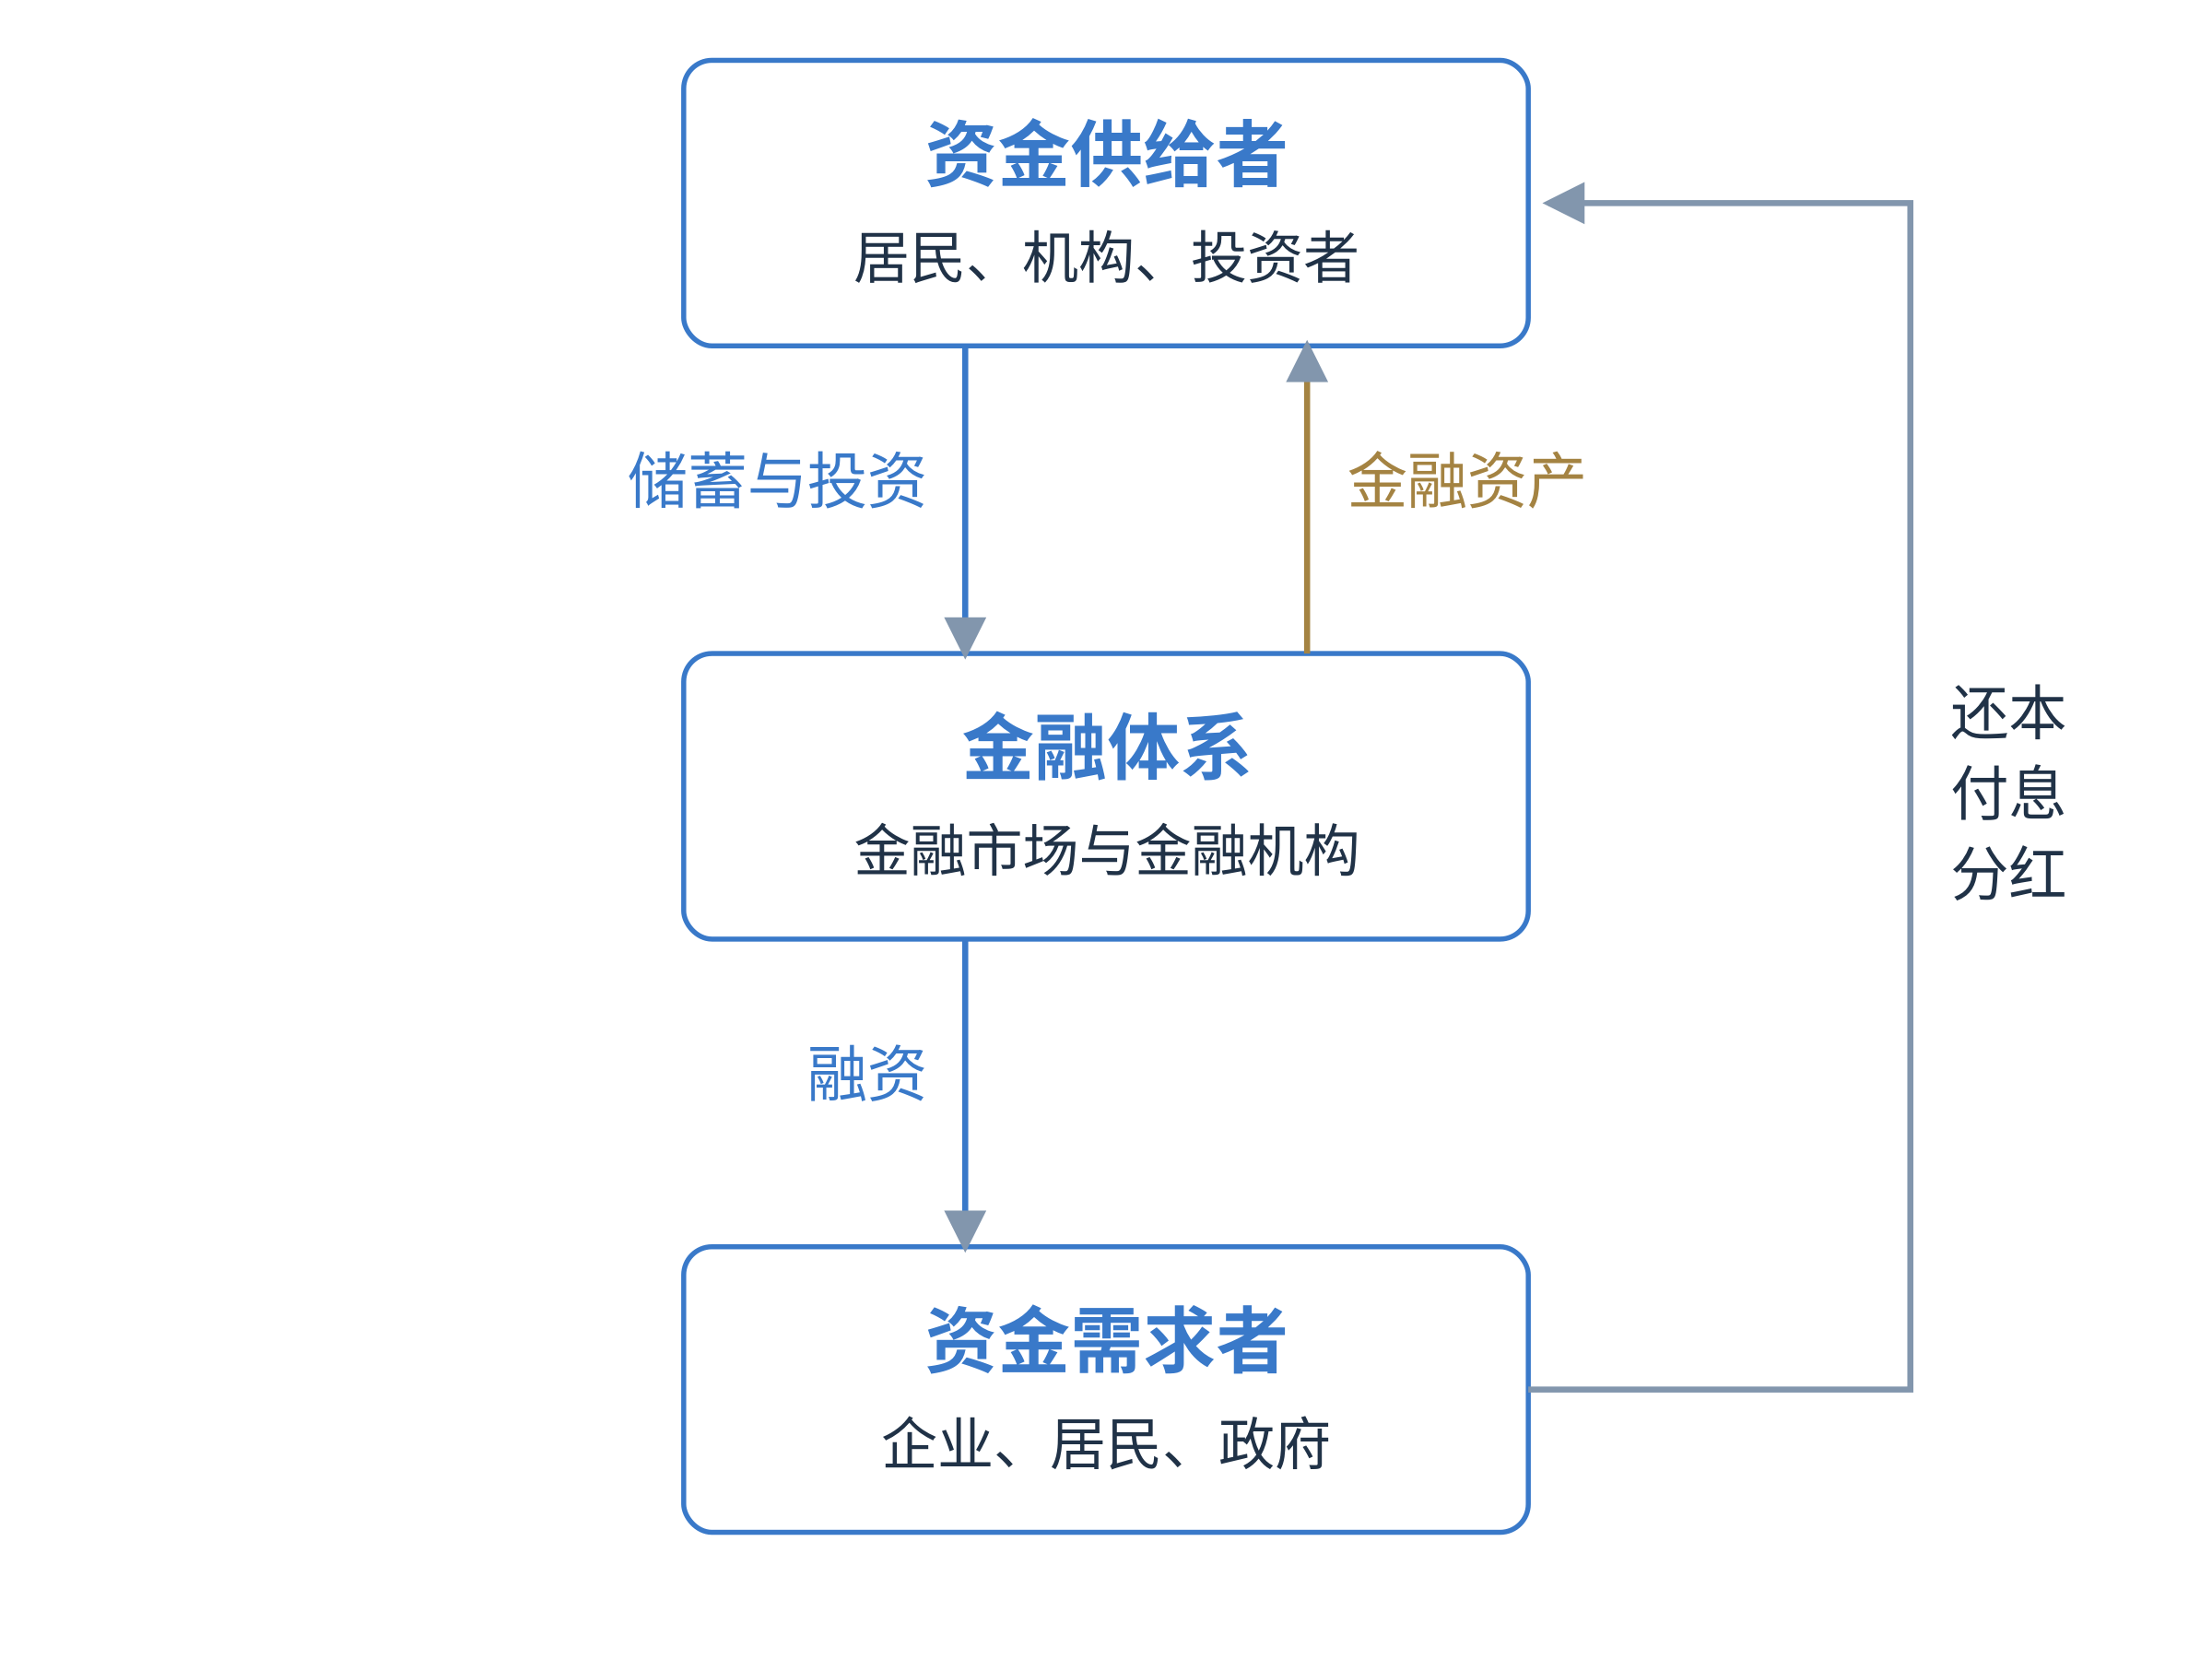 资金供给者
居民、机构、投资者
储蓄与投资
金融资产
金融体系
金融市场与金融机构
还本
付息
分红
融资
资金需求者
企业、居民、政府